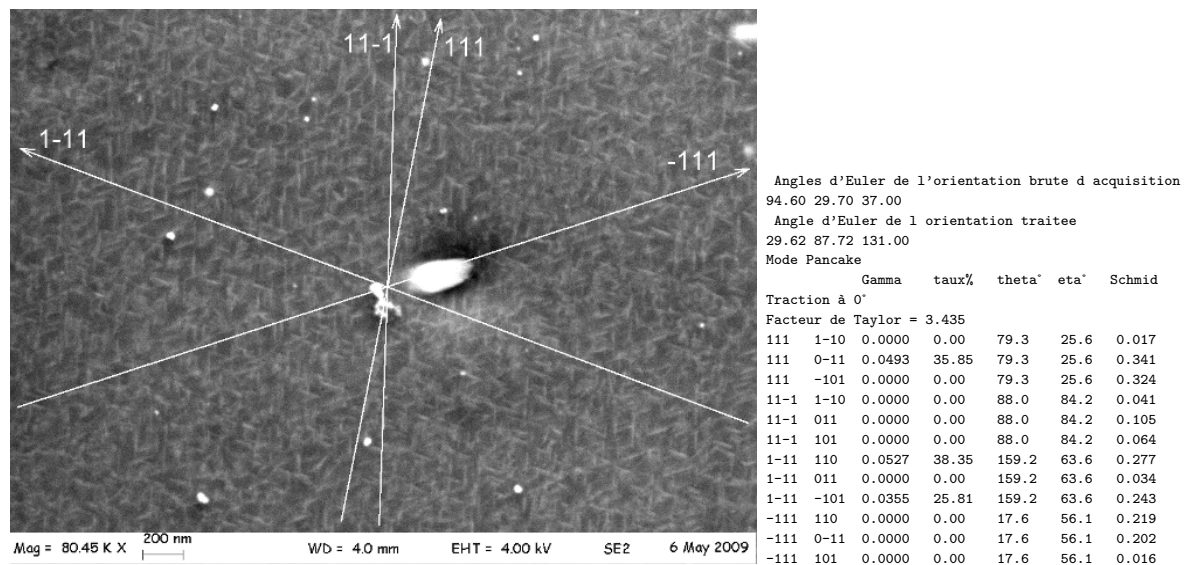 11-1 111
1-11
-111
Mag = 80.45 K X 200 nm WD = 4.0 mm EHT = 4.00 kV SE2 6 May 2009
Angles d'Euler de l'orientation brute d acquisition
94.60 29.70 37.00
Angle d'Euler de l orientation traitee
29.62 87.72 131.00
Mode Pancake
Gamma taux% theta° eta° Schmid
Traction à 0°
Facteur de Taylor = 3.435
111 1-10 0.0000 0.00 79.3 25.6 0.017
111 0-11 0.0493 35.85 79.3 25.6 0.341
111 -101 0.0000 0.00 79.3 25.6 0.324
11-1 1-10 0.0000 0.00 88.0 84.2 0.041
11-1 011 0.0000 0.00 88.0 84.2 0.105
11-1 101 0.0000 0.00 88.0 84.2 0.064
1-11 110 0.0527 38.35 159.2 63.6 0.277
1-11 011 0.0000 0.00 159.2 63.6 0.034
1-11 -101 0.0355 25.81 159.2 63.6 0.243
-111 110 0.0000 0.00 17.6 56.1 0.219
-111 0-11 0.0000 0.00 17.6 56.1 0.202
-111 101 0.0000 0.00 17.6 56.1 0.016